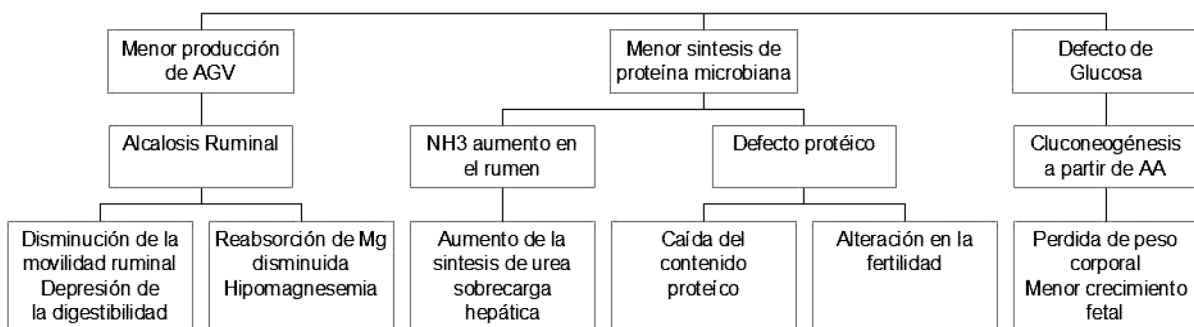 Menor producción
de AGV
Menor sintesis de
proteína microbiana
Defecto de
Glucosa
Alcalosis Ruminal
NH3 aumento en
el rumen
Defecto protéico
Cluconeogénesis
a partir de AA
Disminución de la
movilidad ruminal
Depresión de
la digestibilidad
Reabsorción de Mg
disminuida
Hipomagnesemia
Aumento de la
sintesis de urea
sobrecarga
hepática
Caída del
contenido
proteíco
Alteración en la
fertilidad
Perdida de peso
corporal
Menor crecimiento
fetal